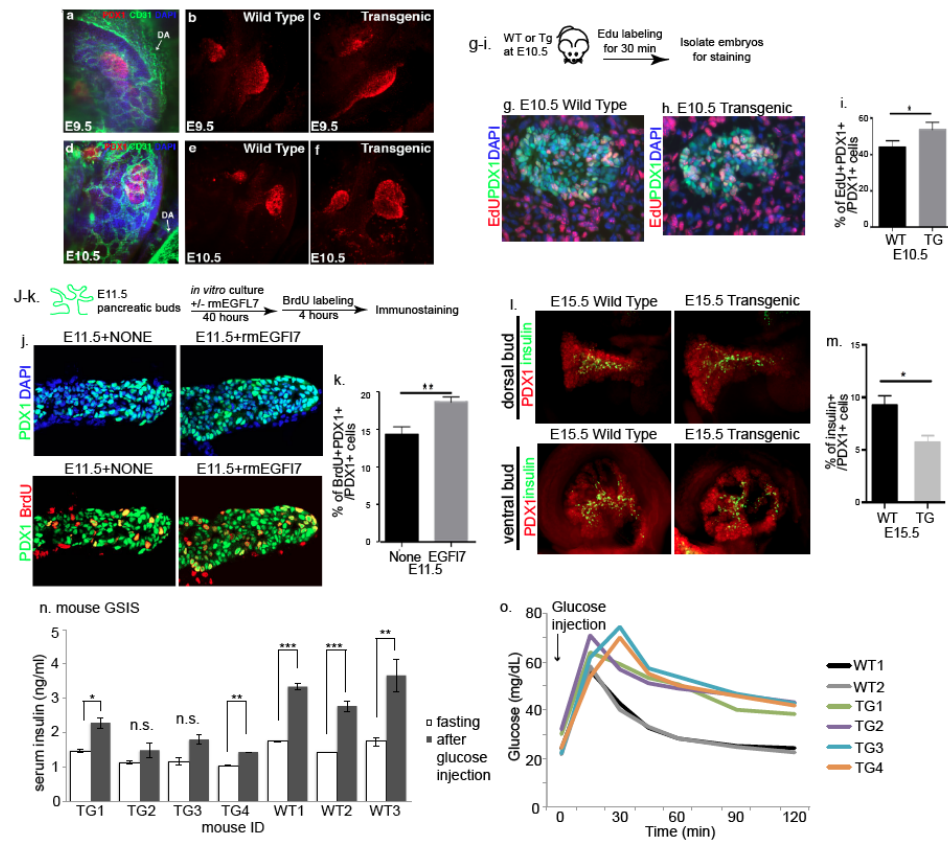 a PDX1 CD31 DAPI
DA
E9.5
b Wild Type
E9.5
c Transgenic
E9.5
d PDX1 CD31 DAPI
DA
E10.5
e Wild Type
E10.5
f Transgenic
E10.5
g-i. WT or Tg
at E10.5
Edu labeling
for 30 min
Isolate embryos
for staining
g. E10.5 Wild Type
EdUPDX1DAPI
h. E10.5 Transgenic
EdUPDX1DAPI
i.
% of EdU+PDX1+
/PDX1+ cells
60
40
20
0
*
WT TG
E10.5
J-k. E11.5
pancreatic buds
in vitro culture
+/- rmEGFL7
40 hours
BrdU labeling
4 hours
Immunostaining
j. E11.5+NONE E11.5+rmEGFl7
PDX1 DAPI
E11.5+NONE E11.5+rmEGFl7
PDX1 BrdU
k.
% of BrdU+PDX1+
/PDX1+ cells
20
15
10
5
0
**
None EGFl7
E11.5
l.
E15.5 Wild Type E15.5 Transgenic
dorsal bud
PDX1 insulin
E15.5 Wild Type E15.5 Transgenic
ventral bud
PDX1insulin
m.
% of insulin+
/PDX1+ cells
15
10
5
0
*
WT TG
E15.5
n. mouse GSIS
serum insulin (ng/ml)
5
4
3
2
1
0
* n.s. n.s. ** *** *** **
fasting
after
glucose
injection
TG1 TG2 TG3 TG4 WT1 WT2 WT3
mouse ID
o. Glucose
injection
Glucose (mg/dL)
80
60
40
20
0
0 30 60 90 120
Time (min)
WT1
WT2
TG1
TG2
TG3
TG4